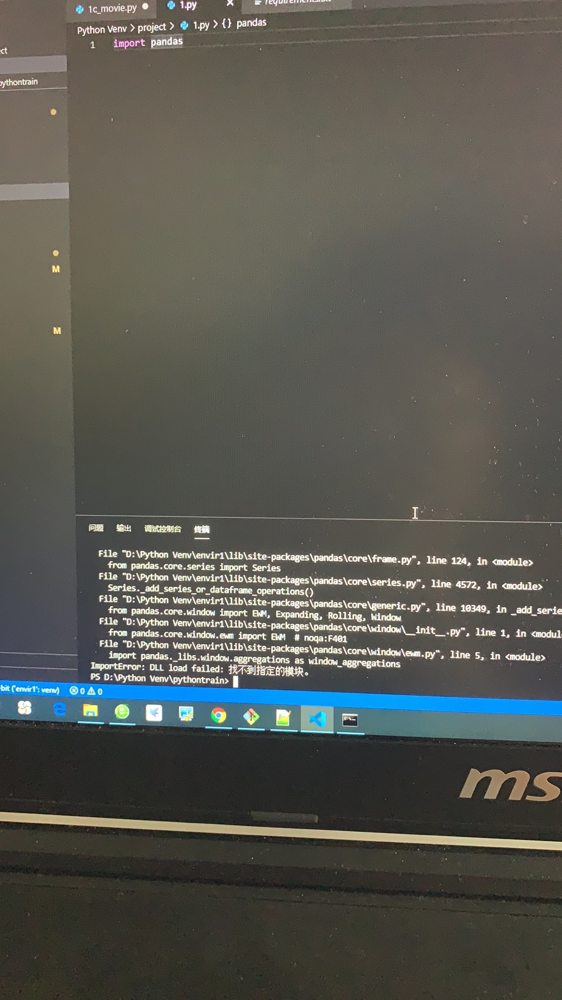 1c_movie.py
1.py
Python Venv > project > 1.py > {} pandas
1 import pandas
ct
pythontrain
M
M
问题 输出 调试控制台 终端
File "D:\Python Venv\envir1\lib\site-packages\pandas\core\frame.py", line 124, in <module>
from pandas.core.series import Series
File "D:\Python Venv\envir1\lib\site-packages\pandas\core\series.py", line 4572, in <module>
Series._add_series_or_dataframe_operations()
File "D:\Python Venv\envir1\lib\site-packages\pandas\core\generic.py", line 10349, in _add_serie
from pandas.core.window import EWM, Expanding, Rolling, Window
File "D:\Python Venv\envir1\lib\site-packages\pandas\core\window\__init__.py", line 1, in <modul
from pandas.core.window.ewm import EWM # noqa:F401
File "D:\Python Venv\envir1\lib\site-packages\pandas\core\window\ewm.py", line 5, in <module>
import pandas._libs.window.aggregations as window_aggregations
ImportError: DLL load failed: 找不到指定的模块。
PS D:\Python Venv\pythontrain>
-bit ('envir1': venv) 0 0
ms